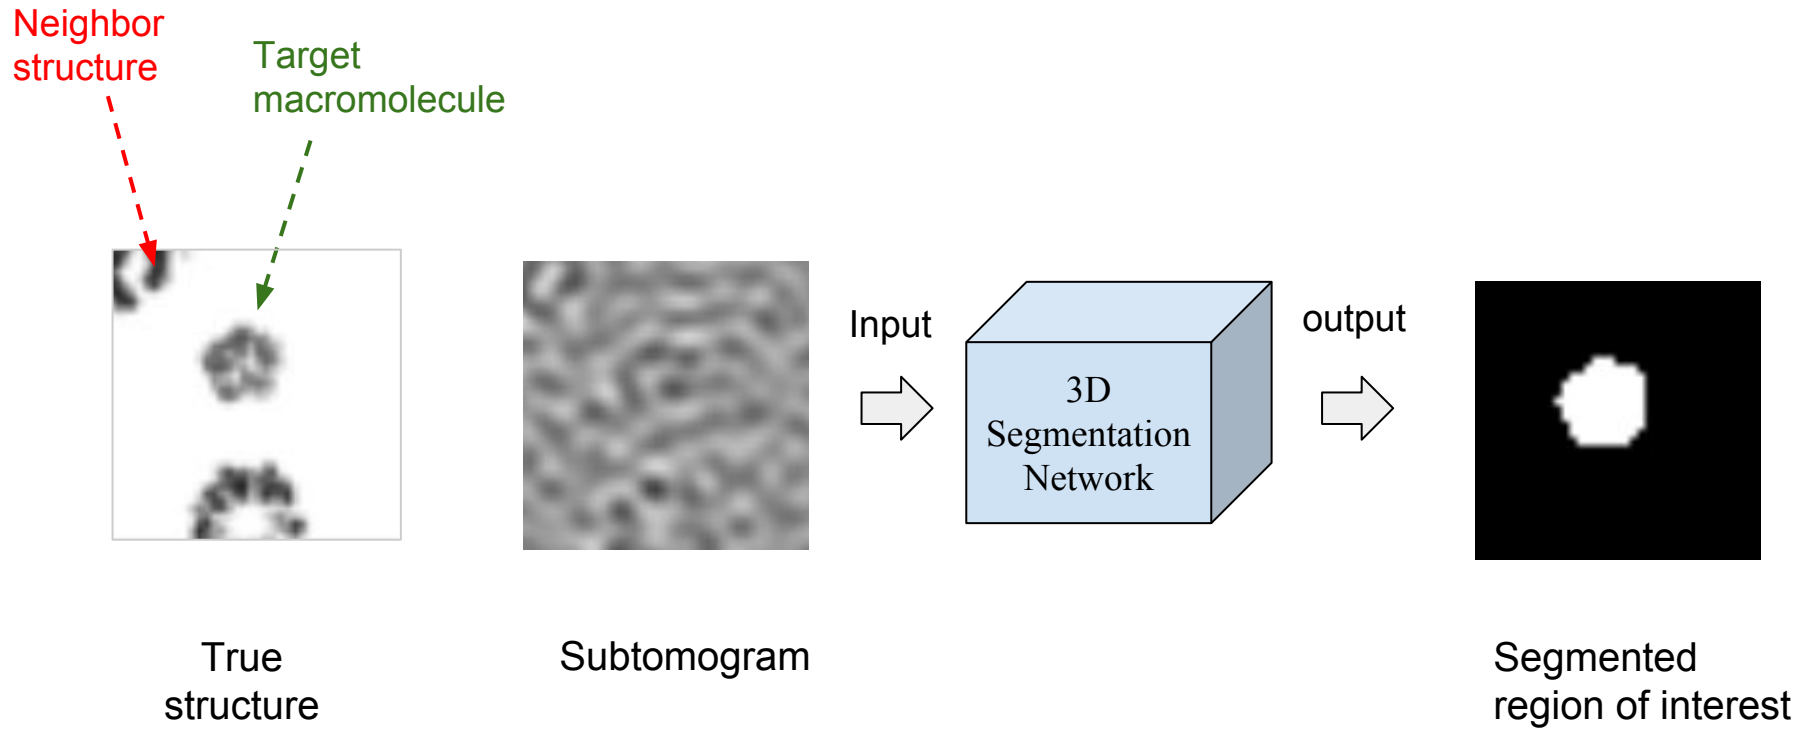 Neighbor
structure
Target
macromolecule
Input
output
3D
Segmentation
Network
True
structure
Subtomogram
Segmented
region of interest